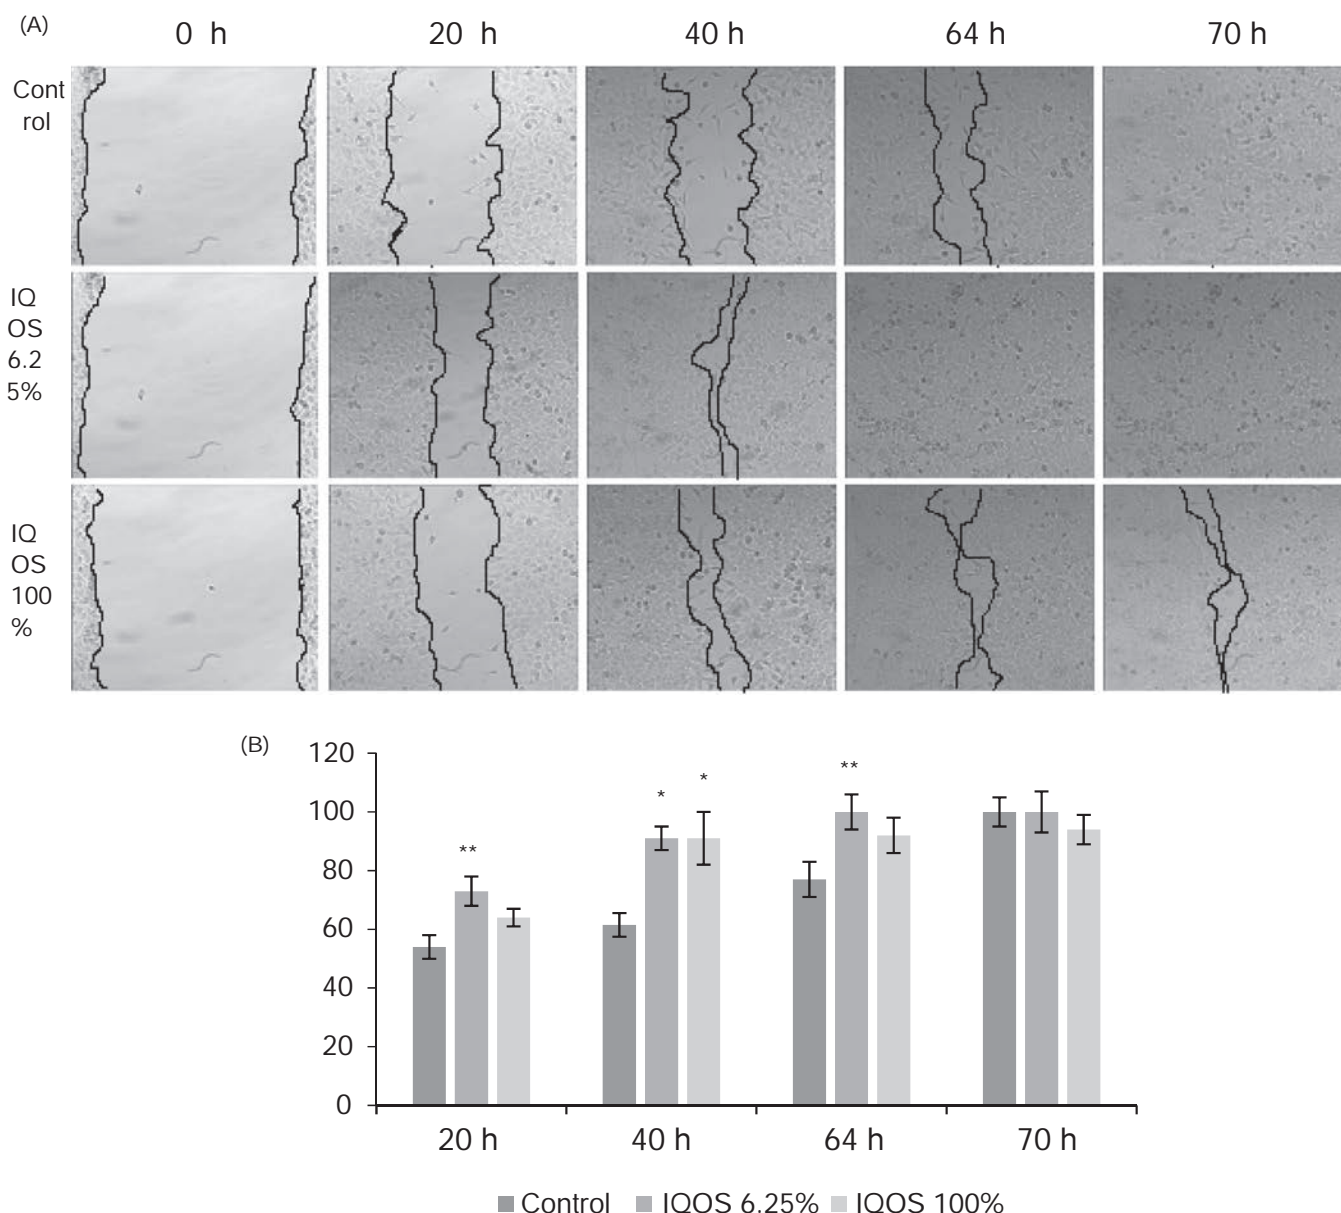 (A)
0 h 20 h 40 h 64 h 70 h
Cont
rol
IQ
OS
6.2
5%
IQ
OS
100
%
(B)
120
100
80
60
40
20
0
** * * **
20 h 40 h 64 h 70 h
Control IQOS 6.25% IQOS 100%